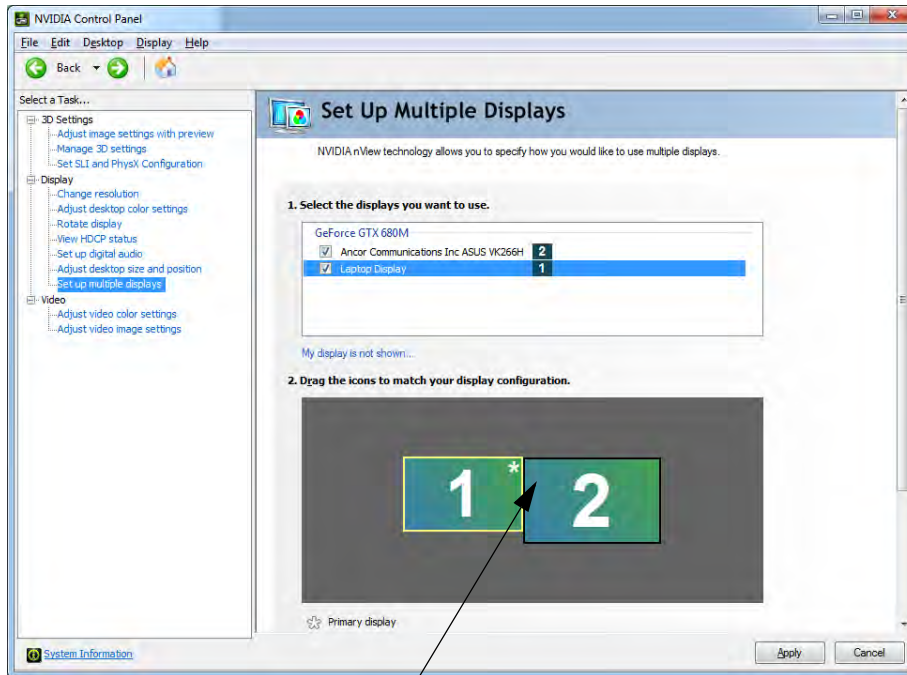 NVIDIA Control Panel
File Edit Desktop Display Help
Back
Select a Task...
3D Settings
Adjust image settings with preview
Manage 3D settings
Set SLI and PhysX Configuration
Display
Change resolution
Adjust desktop color settings
Rotate display
View HDCP status
Set up digital audio
Adjust desktop size and position
Set up multiple displays
Video
Adjust video color settings
Adjust video image settings
System Information
Set Up Multiple Displays
NVIDIA nView technology allows you to specify how you would like to use multiple displays.
1. Select the displays you want to use.
GeForce GTX 680M
Ancor Communications Inc ASUS VK266H 2
Laptop Display 1
My display is not shown...
2. Drag the icons to match your display configuration.
1 * 2
Primary display
Apply Cancel